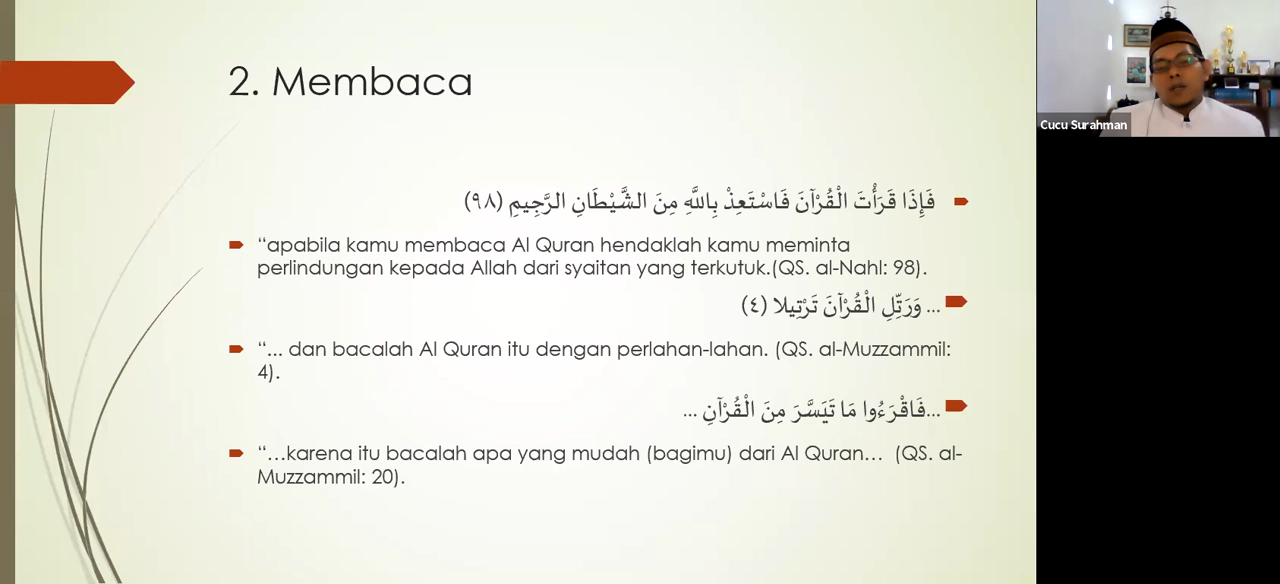 2. Membaca
فَإِذَا قَرَأْتَ الْقُرْآنَ فَاسْتَعِذْ بِاللَّهِ مِنَ الشَّيْطَانِ الرَّجِيمِ (٩٨)
“apabila kamu membaca Al Quran hendaklah kamu meminta
perlindungan kepada Allah dari syaitan yang terkutuk.(QS. al-Nahl: 98).
... وَرَتِّلِ الْقُرْآنَ تَرْتِيلا (٤)
“... dan bacalah Al Quran itu dengan perlahan-lahan. (QS. al-Muzzammil:
4).
...فَاقْرَءُوا مَا تَيَسَّرَ مِنَ الْقُرْآنِ ...
“…karena itu bacalah apa yang mudah (bagimu) dari Al Quran… (QS. al-
Muzzammil: 20).
Cucu Surahman